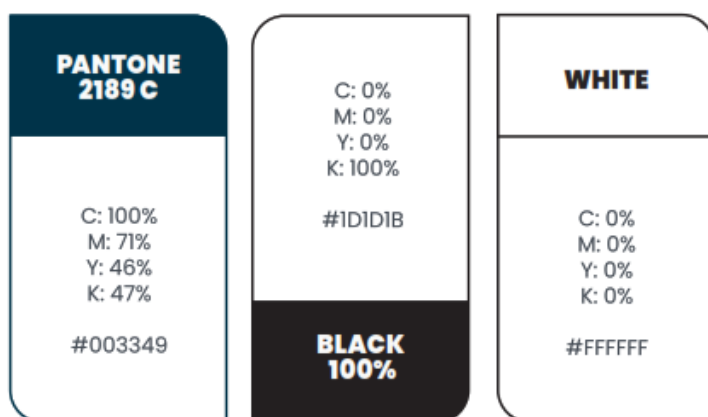 PANTONE
2189 C
C: 100%
M: 71%
Y: 46%
K: 47%
#003349
C: 0%
M: 0%
Y: 0%
K: 100%
#1D1D1B
BLACK
100%
WHITE
C: 0%
M: 0%
Y: 0%
K: 0%
#FFFFFF